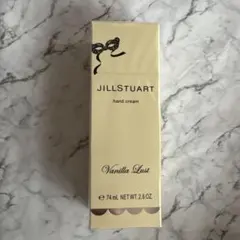 JILLSTUART
hand cream
Vanilla Lust
℮ 74 mL NET WT. 2.6 OZ